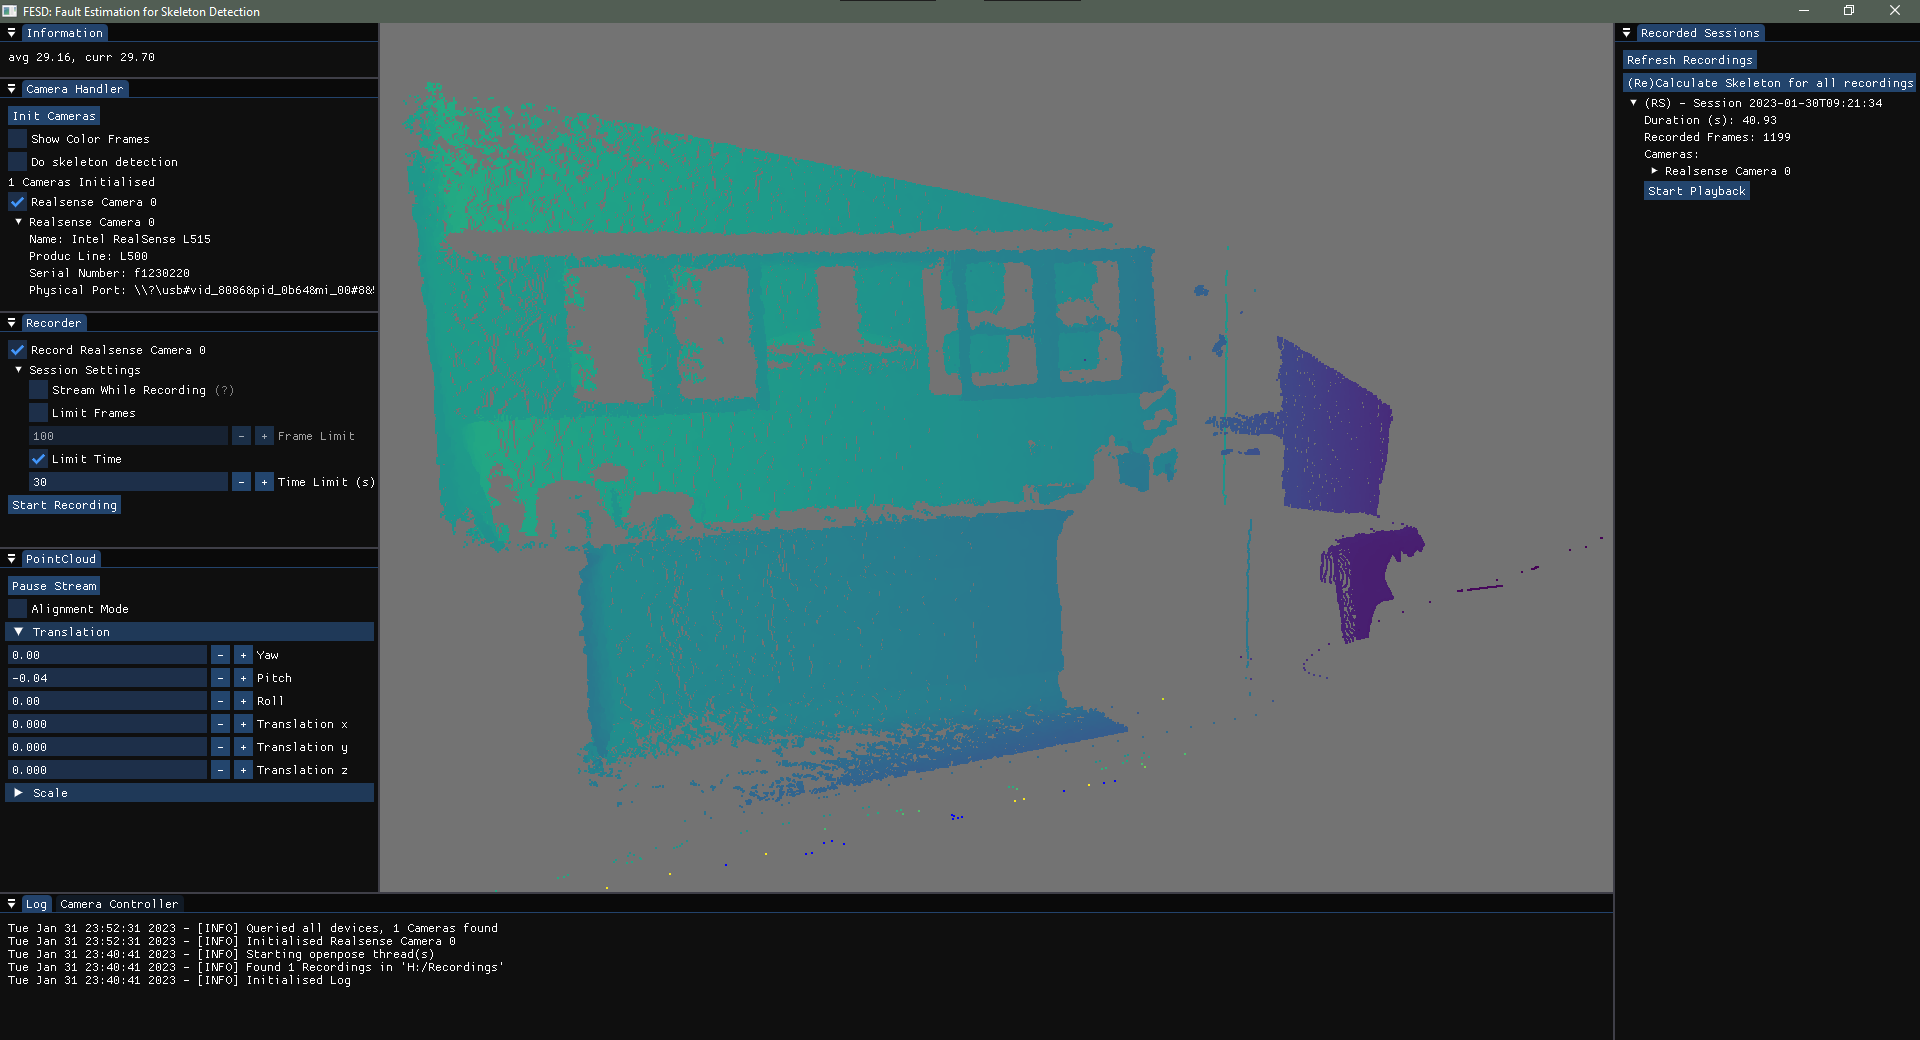 FESD: Fault Estimation for Skeleton Detection
Information
avg 29.16, curr 29.70
Camera Handler
Init Cameras
Show Color Frames
Do skeleton detection
1 Cameras Initialised
Realsense Camera 0
Realsense Camera 0
Name: Intel RealSense L515
Produc Line: L500
Serial Number: f1230220
Physical Port: \\?\usb#vid_8086&pid_0b64&mi_00#8&
Recorder
Record Realsense Camera 0
Session Settings
Stream While Recording (?)
Limit Frames
100 - + Frame Limit
Limit Time
30 - + Time Limit (s)
Start Recording
PointCloud
Pause Stream
Alignment Mode
Translation
0.00 - + Yaw
-0.04 - + Pitch
0.00 - + Roll
0.000 - + Translation x
0.000 - + Translation y
0.000 - + Translation z
Scale
Log Camera Controller
Tue Jan 31 23:52:31 2023 - [INFO] Queried all devices, 1 Cameras found
Tue Jan 31 23:52:31 2023 - [INFO] Initialised Realsense Camera 0
Tue Jan 31 23:40:41 2023 - [INFO] Starting openpose thread(s)
Tue Jan 31 23:40:41 2023 - [INFO] Found 1 Recordings in 'H:/Recordings'
Tue Jan 31 23:40:41 2023 - [INFO] Initialised Log
Recorded Sessions
Refresh Recordings
(Re)Calculate Skeleton for all recordings
(RS) - Session 2023-01-30T09:21:34
Duration (s): 40.93
Recorded Frames: 1199
Cameras:
Realsense Camera 0
Start Playback